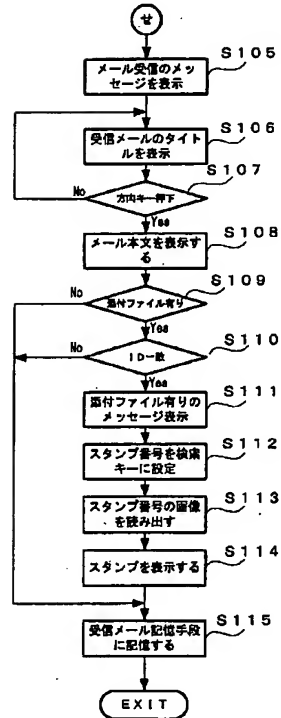 せ
S105
メール受信のメッ
セージを表示
S106
受信メールのタイト
ルを表示
S107
方向キー押下
No
Yes
S108
メール本文を表示す
る
S109
添付ファイル有り
No
Yes
S110
ID一致
No
Yes
S111
添付ファイル有りの
メッセージ表示
S112
スタンプ番号を検索
キーに設定
S113
スタンプ番号の画像
を読み出す
S114
スタンプを表示する
S115
受信メール記憶手段
に記憶する
EXIT